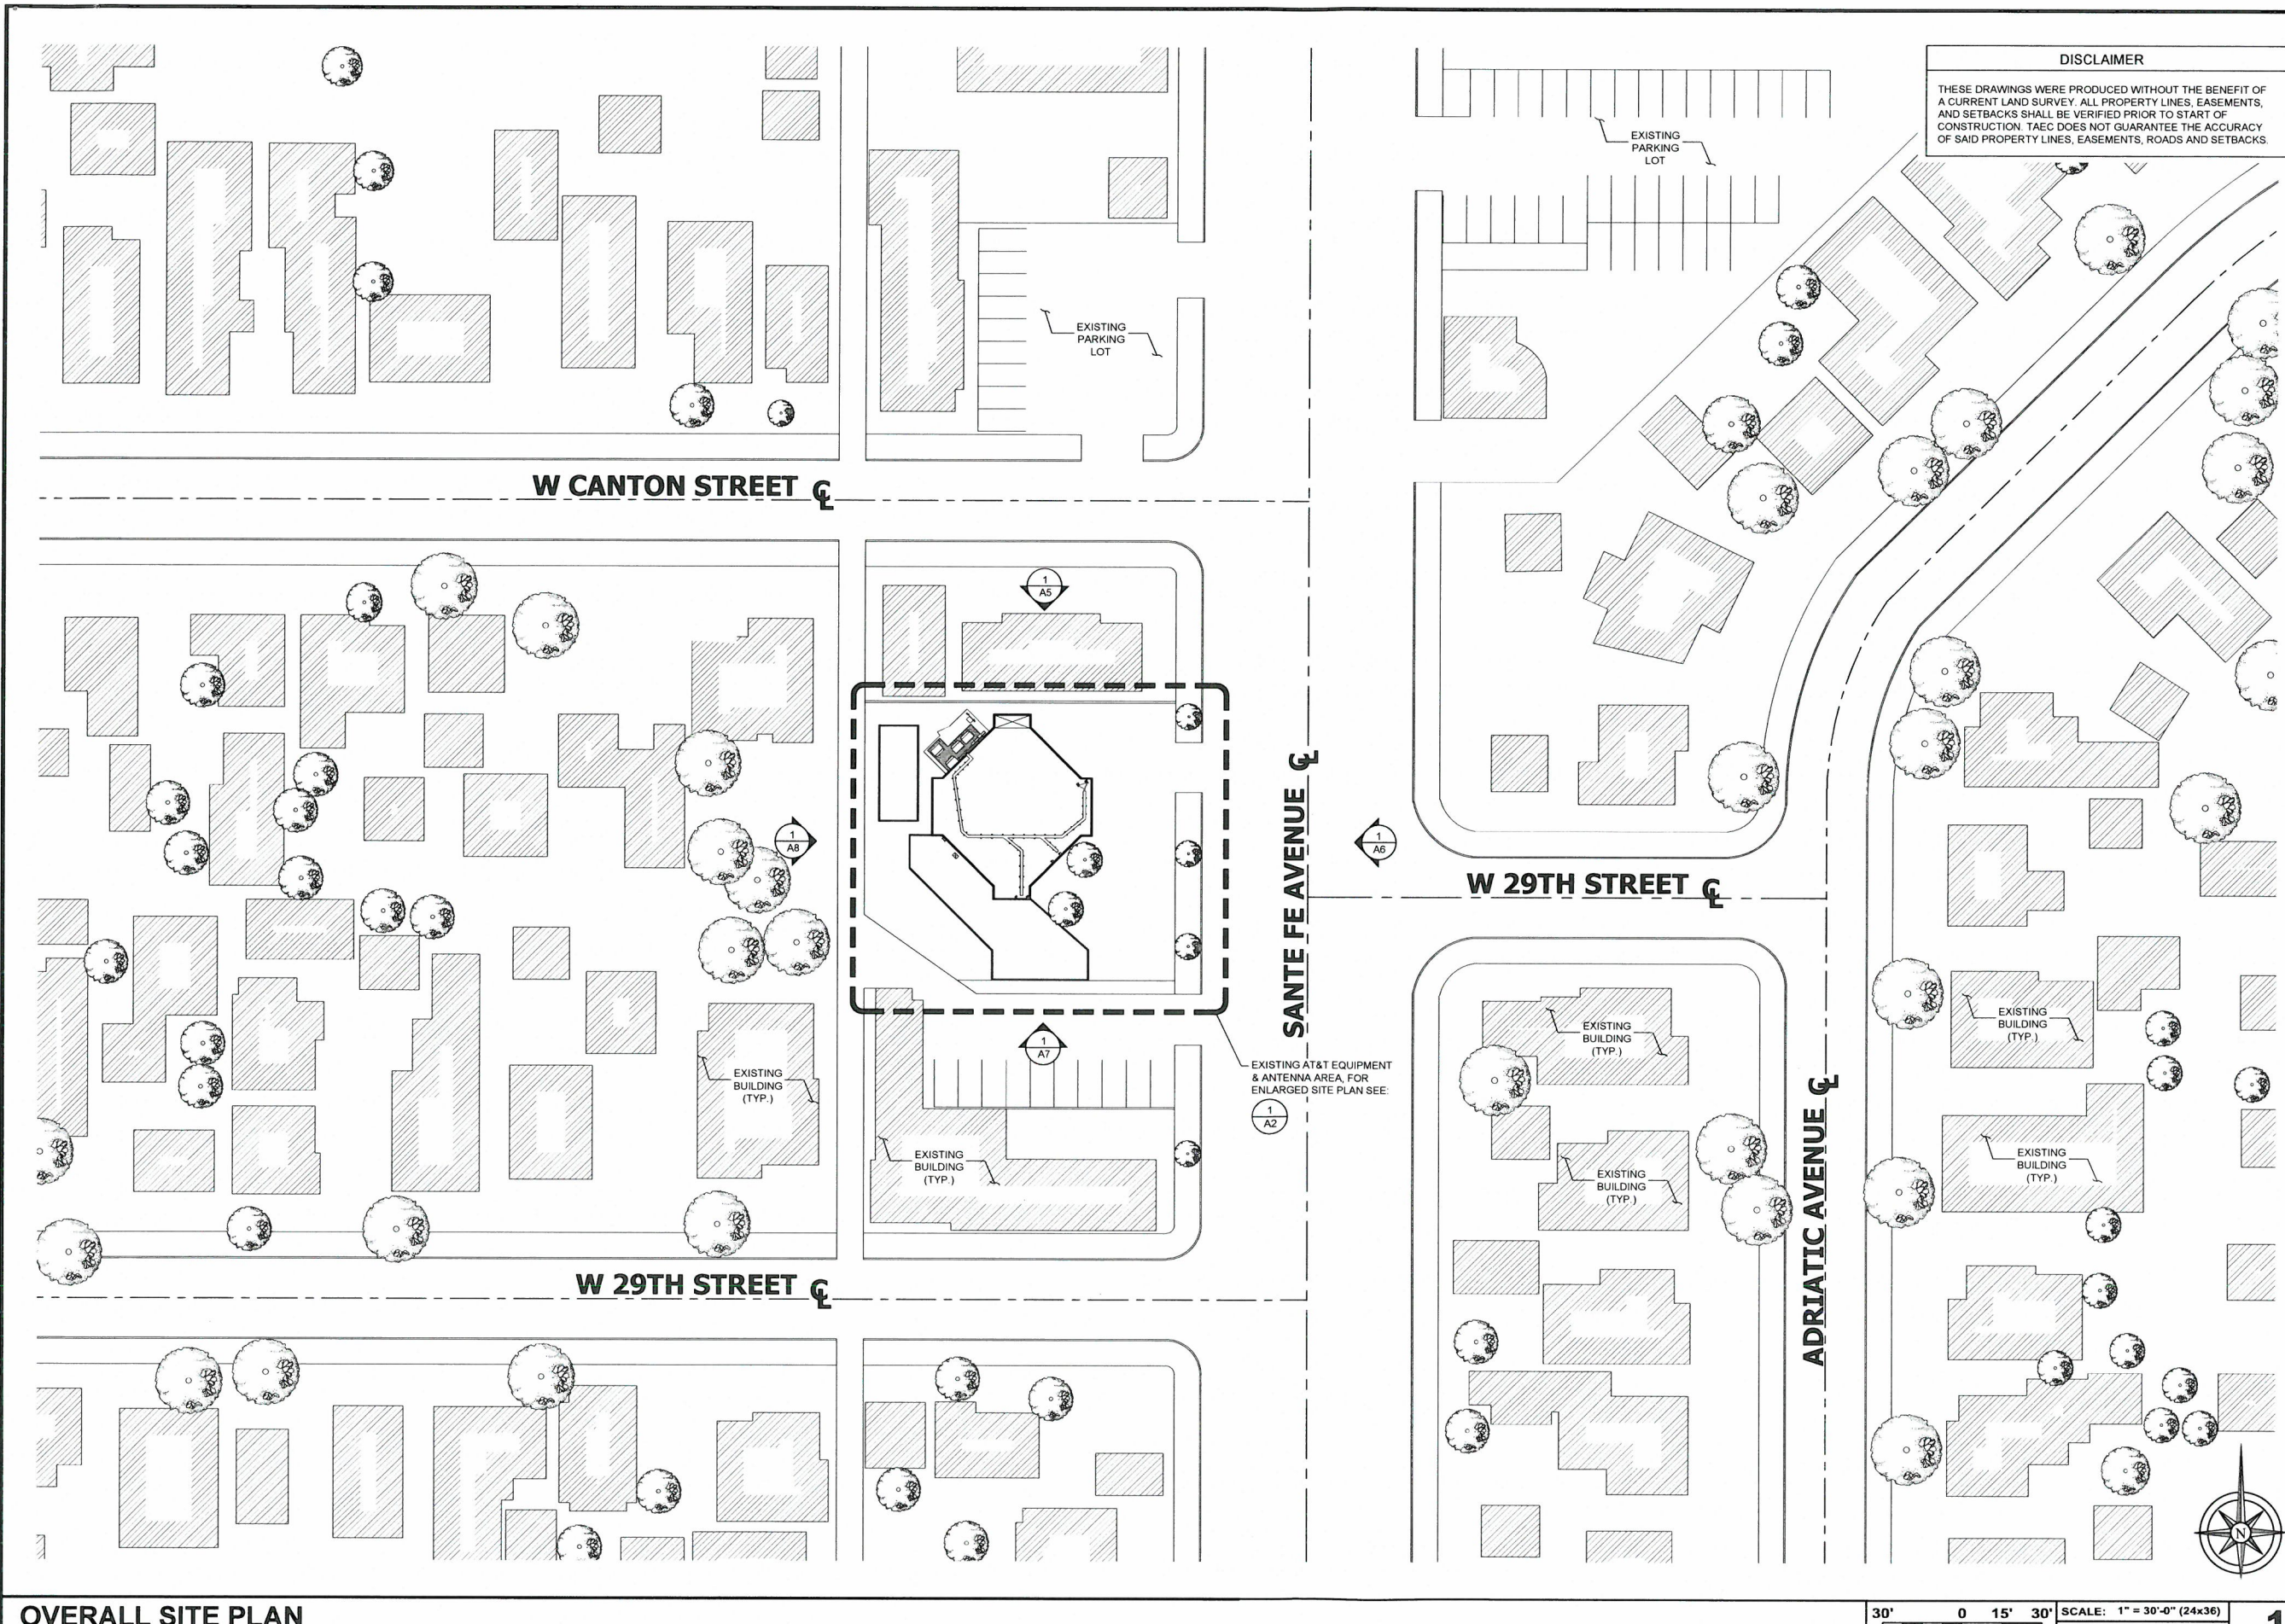 DISCLAIMER
THESE DRAWINGS WERE PRODUCED WITHOUT THE BENEFIT OF
A CURRENT LAND SURVEY. ALL PROPERTY LINES, EASEMENTS,
AND SETBACKS SHALL BE VERIFIED PRIOR TO START OF
CONSTRUCTION. TAEC DOES NOT GUARANTEE THE ACCURACY
OF SAID PROPERTY LINES, EASEMENTS, ROADS AND SETBACKS.
EXISTING
PARKING
LOT
EXISTING
PARKING
LOT
W CANTON STREET ℄
1
A5
SANTE FE AVENUE ℄
1
A8
1
A6
W 29TH STREET ℄
1
A7
EXISTING AT&T EQUIPMENT
& ANTENNA AREA, FOR
ENLARGED SITE PLAN SEE:
1
A2
EXISTING
BUILDING
(TYP.)
EXISTING
BUILDING
(TYP.)
EXISTING
BUILDING
(TYP.)
EXISTING
BUILDING
(TYP.)
EXISTING
BUILDING
(TYP.)
EXISTING
BUILDING
(TYP.)
ADRIATIC AVENUE ℄
W 29TH STREET ℄
N
OVERALL SITE PLAN
30' 0 15' 30'
SCALE: 1" = 30'-0" (24x36)